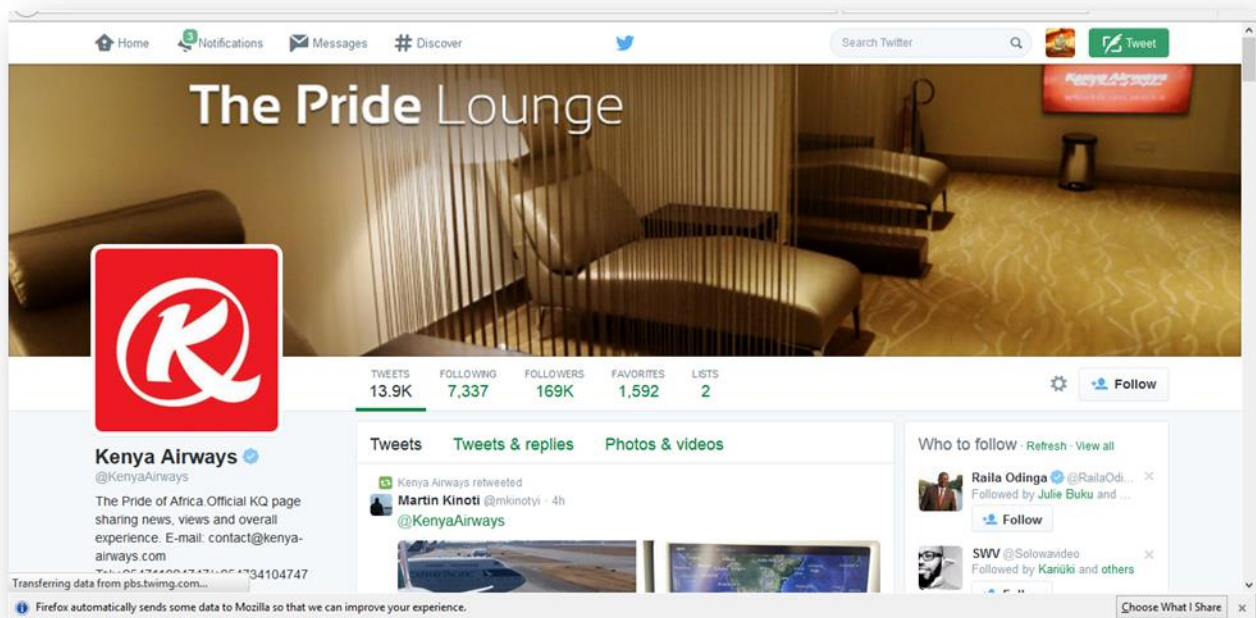 Home
3
Notifications
Messages
Discover
Search Twitter
Tweet
The Pride Lounge
Kenya Airways
TWEETS FOLLOWING FOLLOWERS FAVORITES LISTS
13.9K 7,337 169K 1,592 2
Follow
Kenya Airways
@KenyaAirways
The Pride of Africa.Official KQ page
sharing news, views and overall
experience. E-mail: contact@kenya-
airways.com
Tweets Tweets & replies Photos & videos
Kenya Airways retweeted
Martin Kinoti @mkinotyi · 4h
@KenyaAirways
Who to follow · Refresh · View all
Raila Odinga @RailaOdi...
Followed by Julie Buku and ...
Follow
SWV @Solowavideo
Followed by Kariüki and others
Transferring data from pbs.twimg.com...
Firefox automatically sends some data to Mozilla so that we can improve your experience.
Choose What I Share